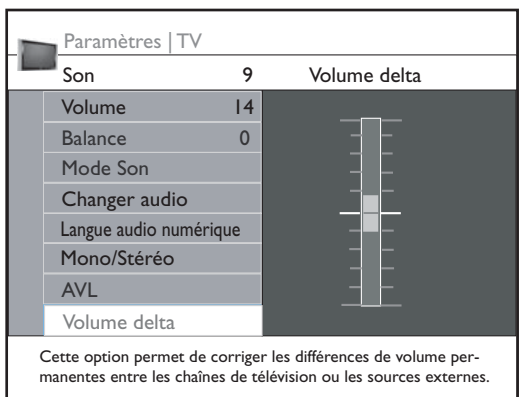 Paramètres | TV
Son 9 Volume delta
Volume 14
Balance 0
Mode Son
Changer audio
Langue audio numérique
Mono/Stéréo
AVL
Volume delta
Cette option permet de corriger les différences de volume per-
manentes entre les chaînes de télévision ou les sources externes.